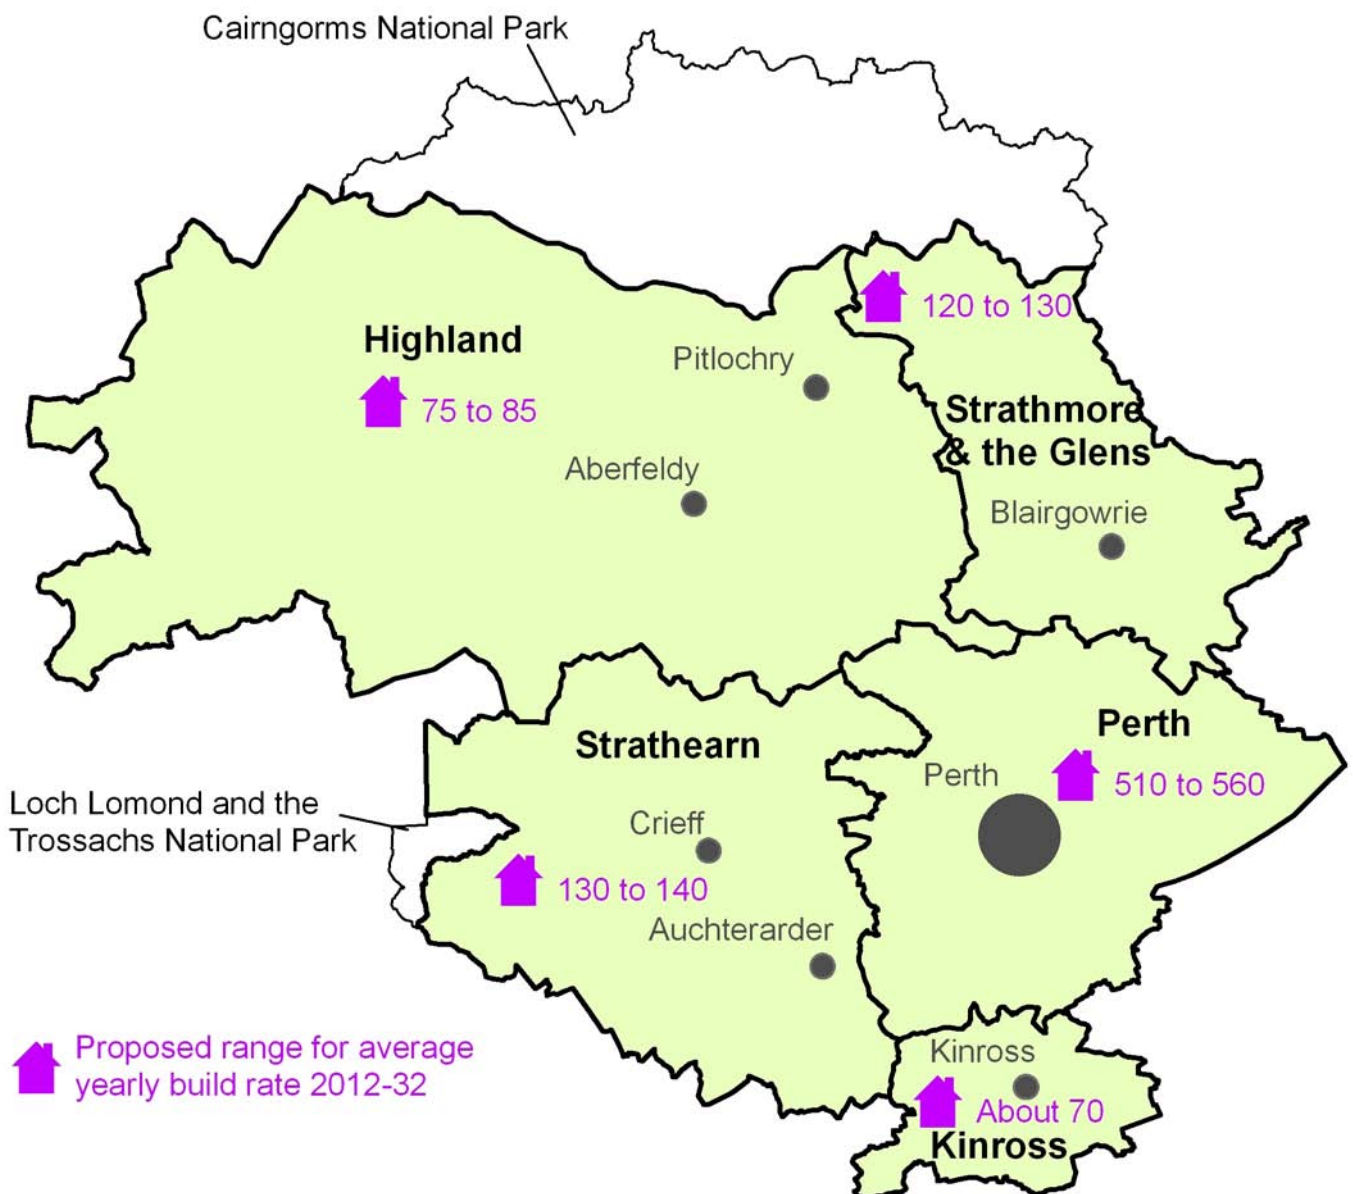 Cairngorms National Park
120 to 130
Highland
75 to 85
Pitlochry
Strathmore
& the Glens
Aberfeldy
Blairgowrie
Strathearn
Perth
Perth
510 to 560
Loch Lomond and the
Trossachs National Park
Crieff
130 to 140
Auchterarder
Proposed range for average
yearly build rate 2012-32
Kinross
About 70
Kinross